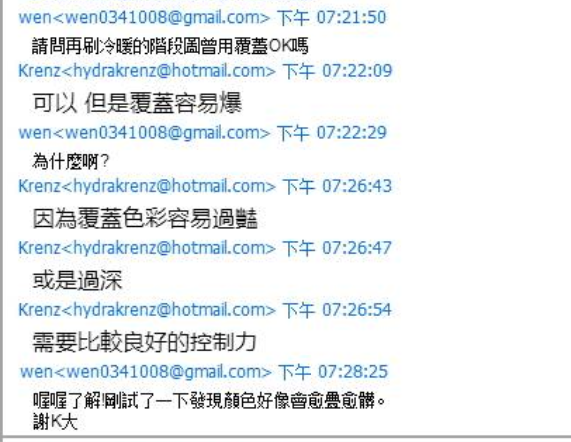 wen<wen0341008@gmail.com> 下午 07:21:50
請問再刷冷暖的階段圖曾用覆蓋OK嗎
Krenz<hydrakrenz@hotmail.com> 下午 07:22:09
可以 但是覆蓋容易爆
wen<wen0341008@gmail.com> 下午 07:22:29
為什麼啊?
Krenz<hydrakrenz@hotmail.com> 下午 07:26:43
因為覆蓋色彩容易過豔
Krenz<hydrakrenz@hotmail.com> 下午 07:26:47
或是過深
Krenz<hydrakrenz@hotmail.com> 下午 07:26:54
需要比較良好的控制力
wen<wen0341008@gmail.com> 下午 07:28:25
喔喔了解剛試了一下發現顏色好像會愈疊愈髒。
謝K大